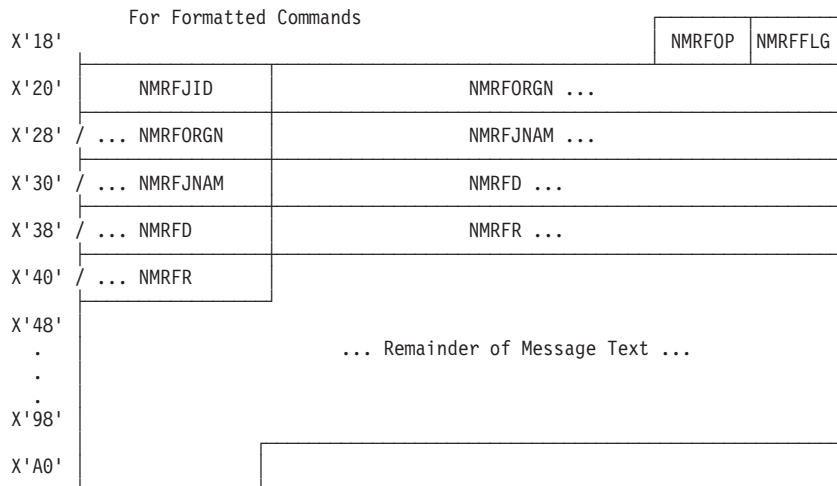 For Formatted Commands
X'18' NMRFOP NMRFFLG
X'20' NMRFJID NMRFORGN ...
X'28' / ... NMRFORGN NMRFJNAM ...
X'30' / ... NMRFJNAM NMRFD ...
X'38' / ... NMRFD NMRFR ...
X'40' / ... NMRFR
X'48'
. ... Remainder of Message Text ...
.
.
X'98'
X'A0'